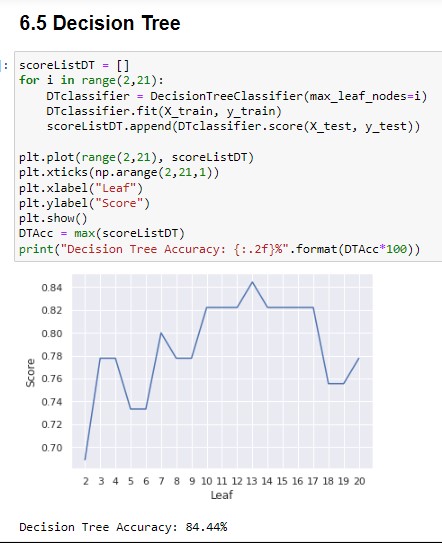 6.5 Decision Tree
]: scoreListDT = []
for i in range(2,21):
    DTclassifier = DecisionTreeClassifier(max_leaf_nodes=i)
    DTclassifier.fit(X_train, y_train)
    scoreListDT.append(DTclassifier.score(X_test, y_test))
plt.plot(range(2,21), scoreListDT)
plt.xticks(np.arange(2,21,1))
plt.xlabel("Leaf")
plt.ylabel("Score")
plt.show()
DTAcc = max(scoreListDT)
print("Decision Tree Accuracy: {:.2f}%".format(DTAcc*100))
0.84
0.82
0.80
0.78
0.76
0.74
0.72
0.70
Score
2 3 4 5 6 7 8 9 10 11 12 13 14 15 16 17 18 19 20
Leaf
Decision Tree Accuracy: 84.44%